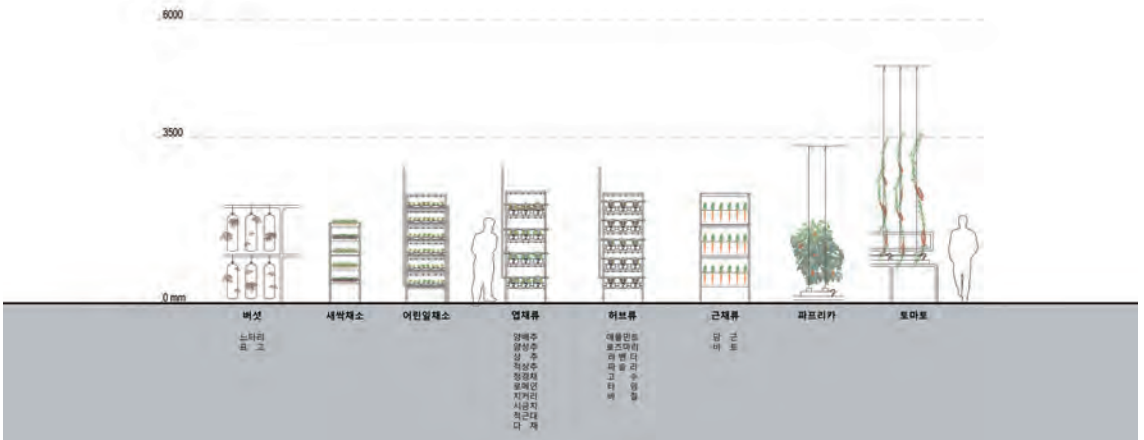 6000
3500
0 mm
버섯
느타리
표 고
새싹채소
어린잎채소
엽채류
양배추
양상추
상 추
적상추
청경채
로메인
치커리
시금치
적근대
다 채
허브류
애플민트
로즈마리
라 벤 더
파 슬 리
고 수
타 임
바 질
근채류
당 근
비 트
파프리카
토마토